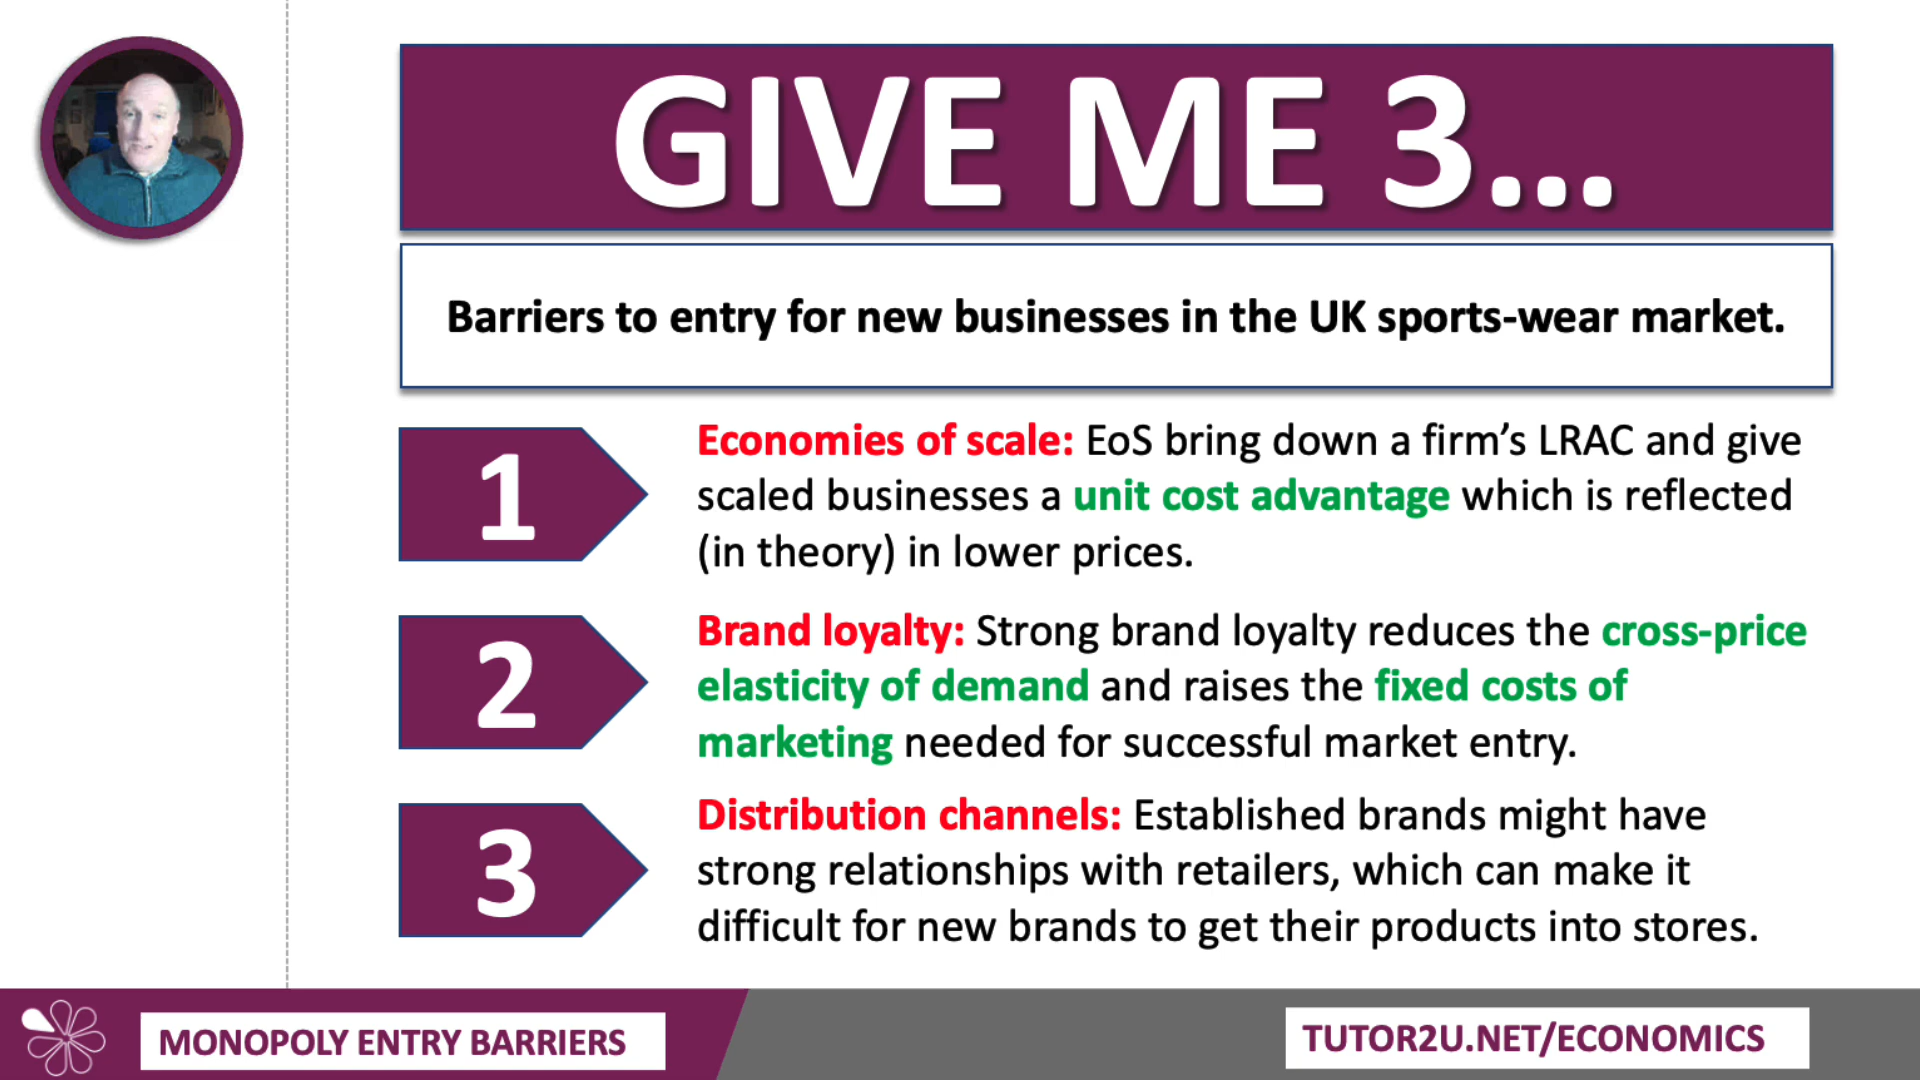 GIVE ME 3...
Barriers to entry for new businesses in the UK sports-wear market.
1
Economies of scale: EoS bring down a firm’s LRAC and give
scaled businesses a unit cost advantage which is reflected
(in theory) in lower prices.
2
Brand loyalty: Strong brand loyalty reduces the cross-price
elasticity of demand and raises the fixed costs of
marketing needed for successful market entry.
3
Distribution channels: Established brands might have
strong relationships with retailers, which can make it
difficult for new brands to get their products into stores.
MONOPOLY ENTRY BARRIERS
TUTOR2U.NET/ECONOMICS